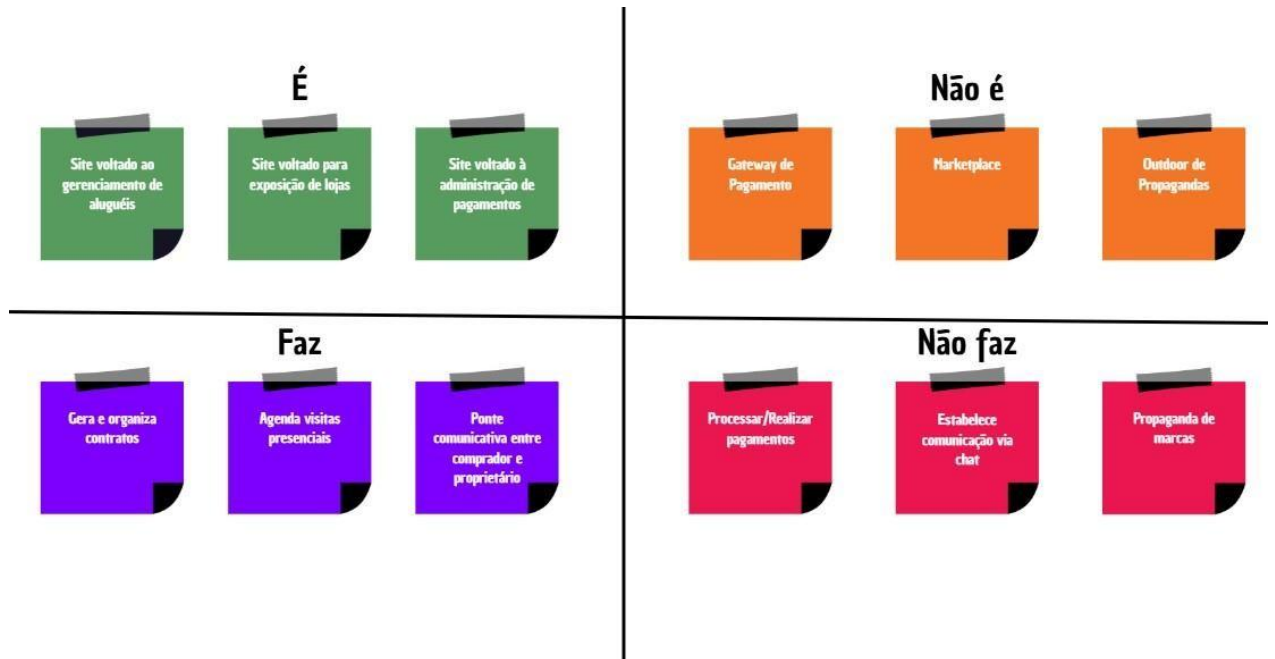 É
Site voltado ao
gerenciamento de
aluguéis
Site voltado para
exposição de lojas
Site voltado à
administração de
pagamentos
Não é
Gateway de
Pagamento
Marketplace
Outdoor de
Propagandas
Faz
Gera e organiza
contratos
Agenda visitas
presenciais
Ponte
comunicativa entre
comprador e
proprietário
Não faz
Processar/Realizar
pagamentos
Estabelece
comunicação via
chat
Propaganda de
marcas